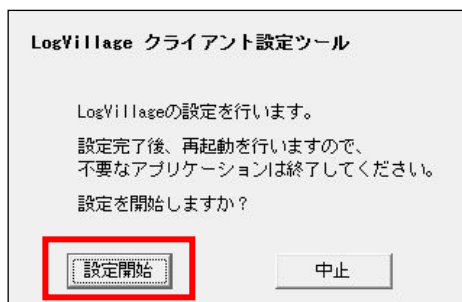 LogVillage クライアント設定ツール
LogVillageの設定を行います。
設定完了後、再起動を行いますので、
不要なアプリケーションは終了してください。
設定を開始しますか？
設定開始 中止